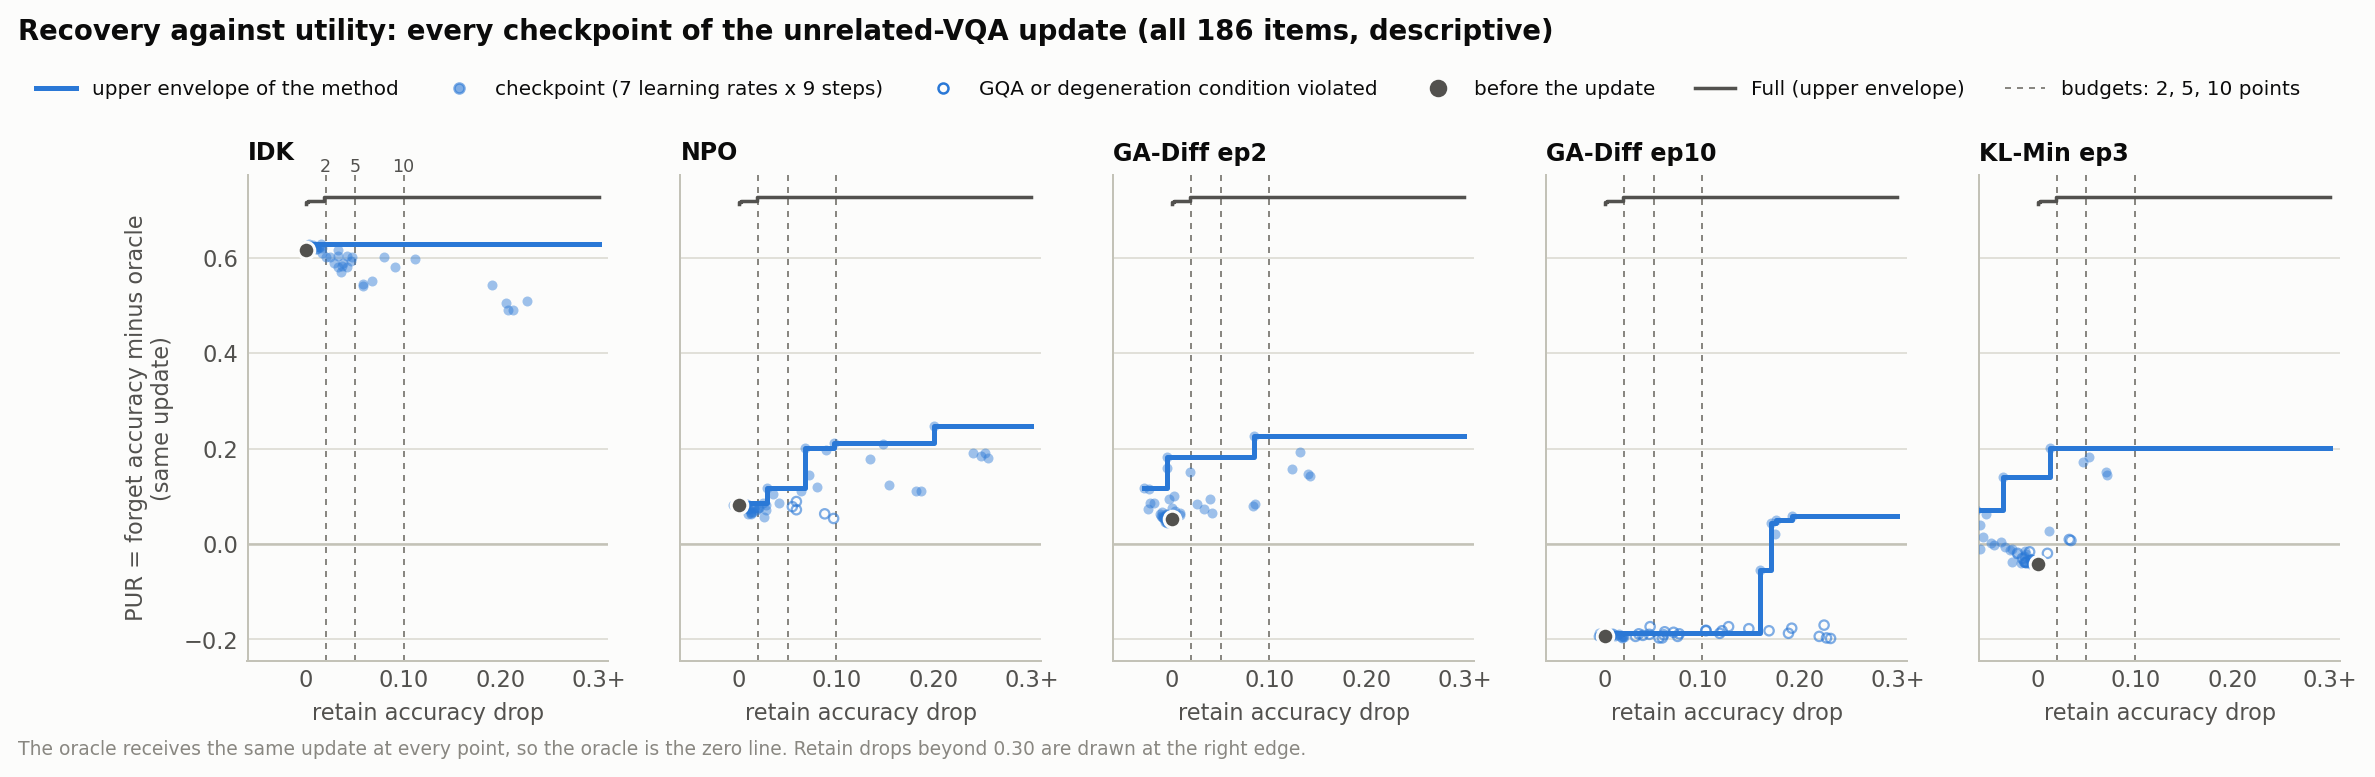 Recovery against utility: every checkpoint of the unrelated-VQA update (all 186 items, descriptive)
upper envelope of the method
checkpoint (7 learning rates x 9 steps)
GQA or degeneration condition violated
before the update
Full (upper envelope)
budgets: 2, 5, 10 points
IDK
2 5 10
NPO
GA-Diff ep2
GA-Diff ep10
KL-Min ep3
PUR = forget accuracy minus oracle
(same update)
0.6
0.4
0.2
0.0
−0.2
0 0.10 0.20 0.3+
0 0.10 0.20 0.3+
0 0.10 0.20 0.3+
0 0.10 0.20 0.3+
0 0.10 0.20 0.3+
retain accuracy drop
retain accuracy drop
retain accuracy drop
retain accuracy drop
retain accuracy drop
The oracle receives the same update at every point, so the oracle is the zero line. Retain drops beyond 0.30 are drawn at the right edge.